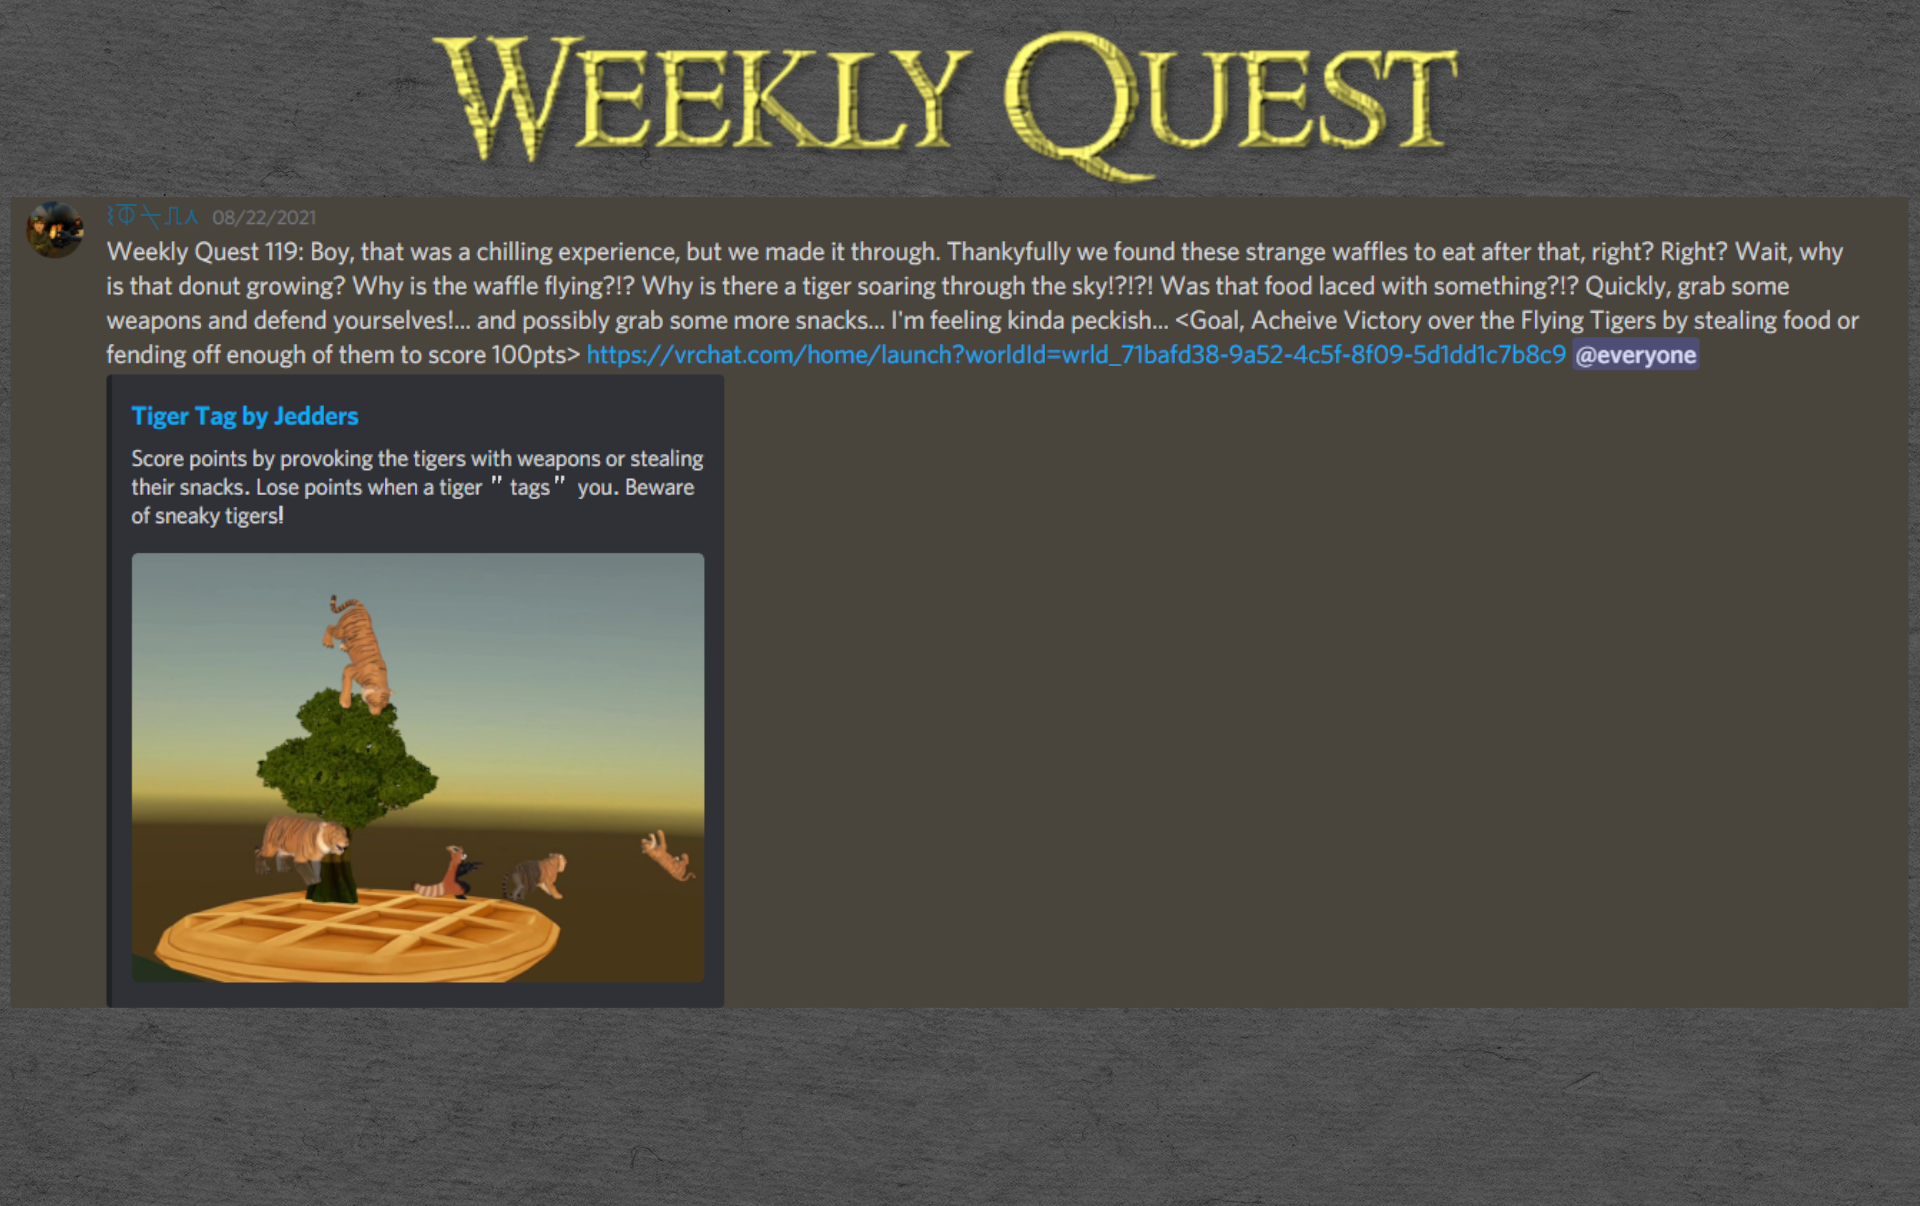 WEEKLY QUEST
08/22/2021
Weekly Quest 119: Boy, that was a chilling experience, but we made it through. Thankyfully we found these strange waffles to eat after that, right? Right? Wait, why
is that donut growing? Why is the waffle flying?!? Why is there a tiger soaring through the sky!?!?! Was that food laced with something?!? Quickly, grab some
weapons and defend yourselves!... and possibly grab some more snacks... I'm feeling kinda peckish... <Goal, Acheive Victory over the Flying Tigers by stealing food or
fending off enough of them to score 100pts> https://vrchat.com/home/launch?worldId=wrld_71bafd38-9a52-4c5f-8f09-5d1dd1c7b8c9 @everyone
Tiger Tag by Jedders
Score points by provoking the tigers with weapons or stealing
their snacks. Lose points when a tiger " tags " you. Beware
of sneaky tigers!